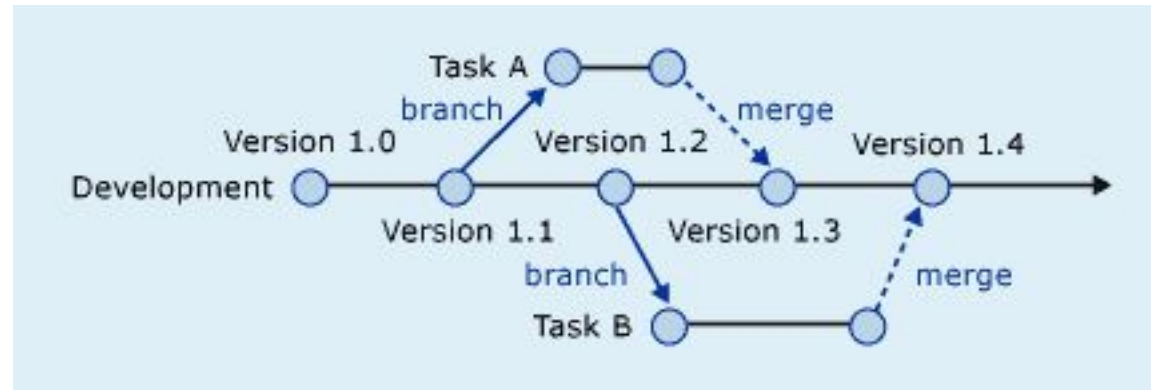 Task A
branch
merge
Version 1.0
Version 1.2
Version 1.4
Development
Version 1.1
Version 1.3
branch
merge
Task B